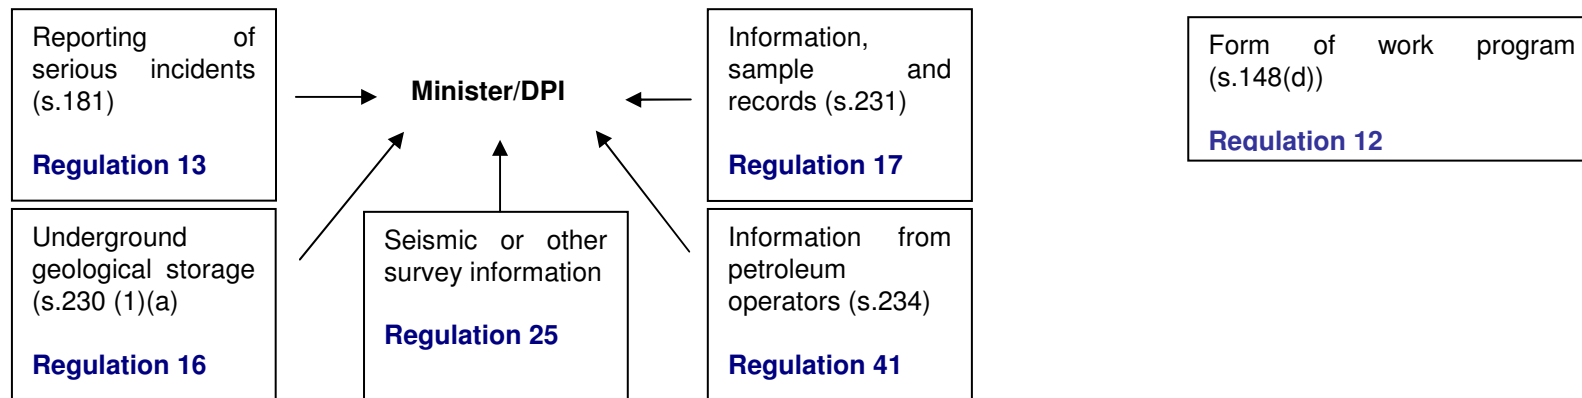 Reporting of
serious incidents
(s.181)
Regulation 13
Minister/DPI
Information,
sample and
records (s.231)
Regulation 17
Form of work program
(s.148(d))
Regulation 12
Underground
geological storage
(s.230 (1)(a)
Regulation 16
Seismic or other
survey information
Regulation 25
Information from
petroleum
operators (s.234)
Regulation 41